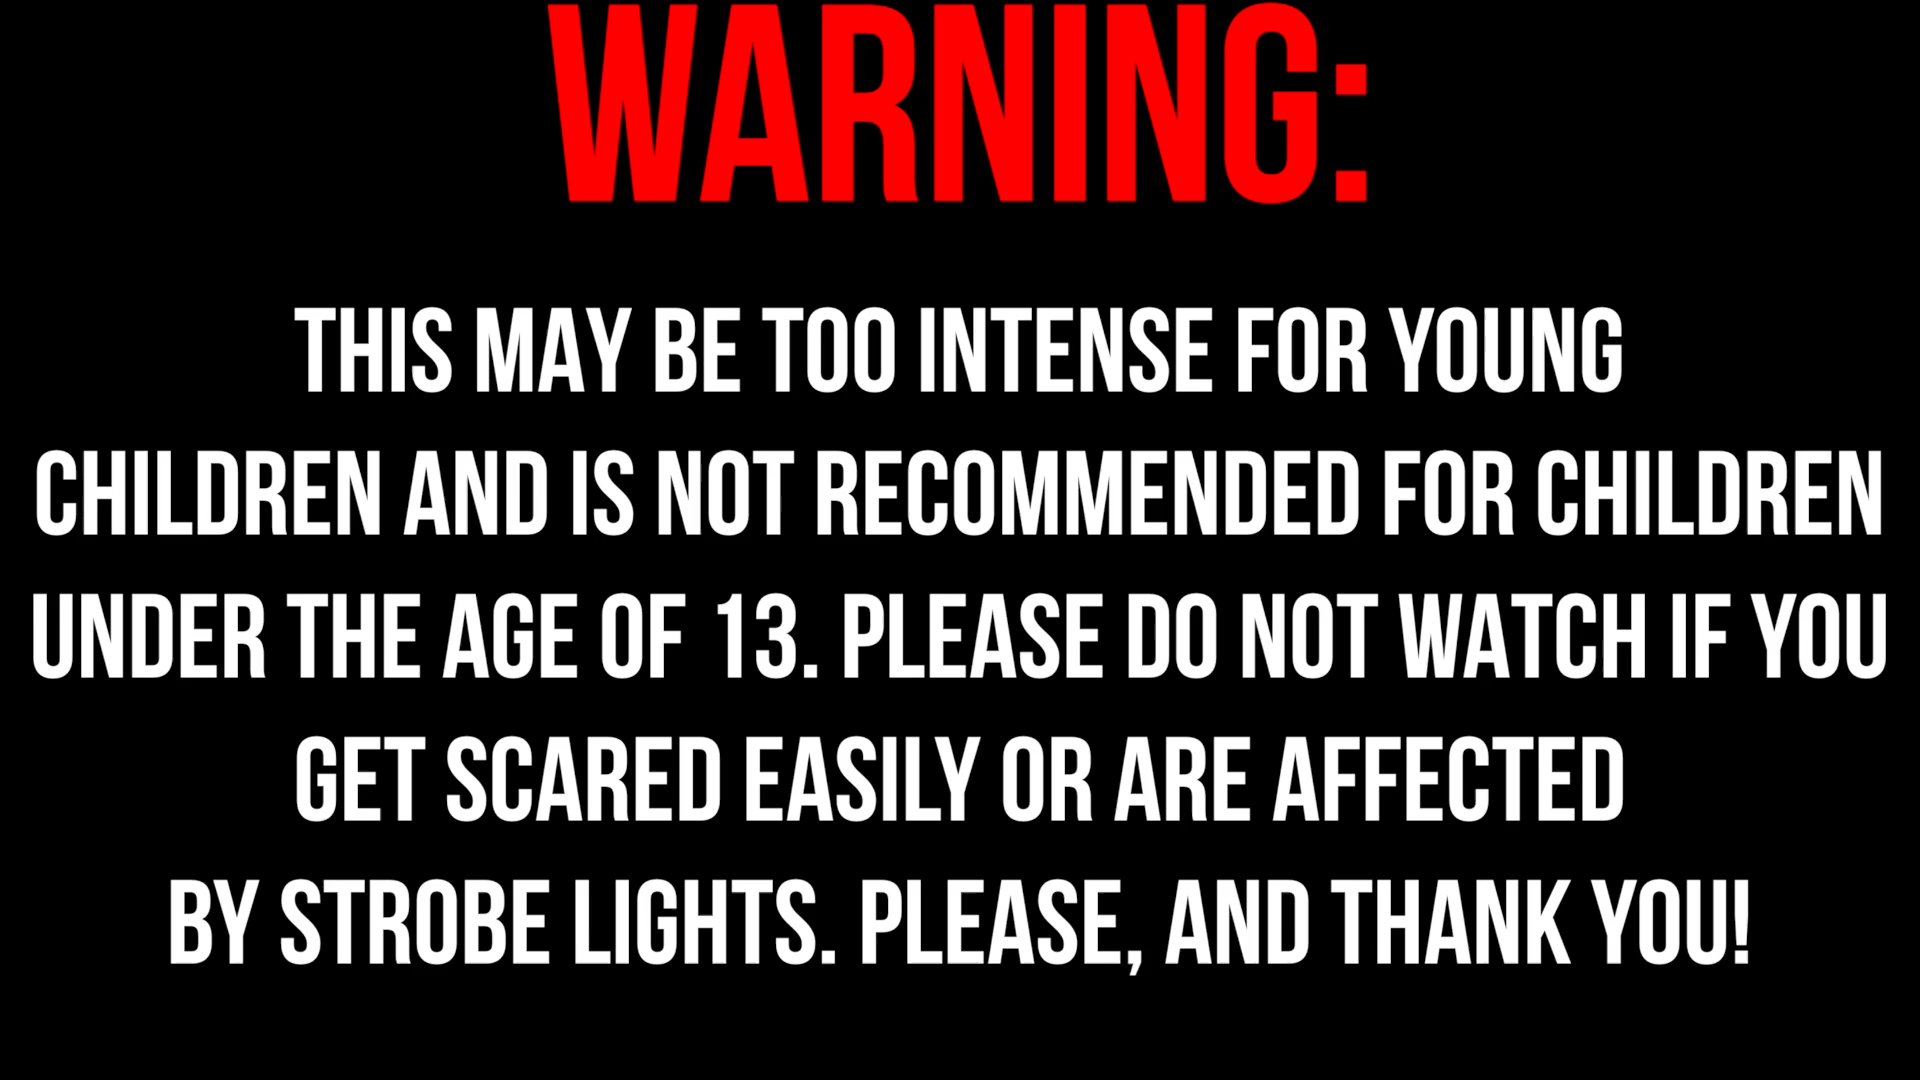 WARNING:
THIS MAY BE TOO INTENSE FOR YOUNG
CHILDREN AND IS NOT RECOMMENDED FOR CHILDREN
UNDER THE AGE OF 13. PLEASE DO NOT WATCH IF YOU
GET SCARED EASILY OR ARE AFFECTED
BY STROBE LIGHTS. PLEASE, AND THANK YOU!